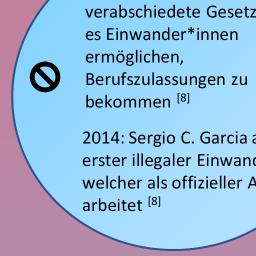 verabschiedete Gesetz
es Einwander*innen
ermöglichen,
Berufszulassungen zu
bekommen [8]
2014: Sergio C. Garcia a
erster illegaler Einwand
welcher als offizieller A
arbeitet [8]